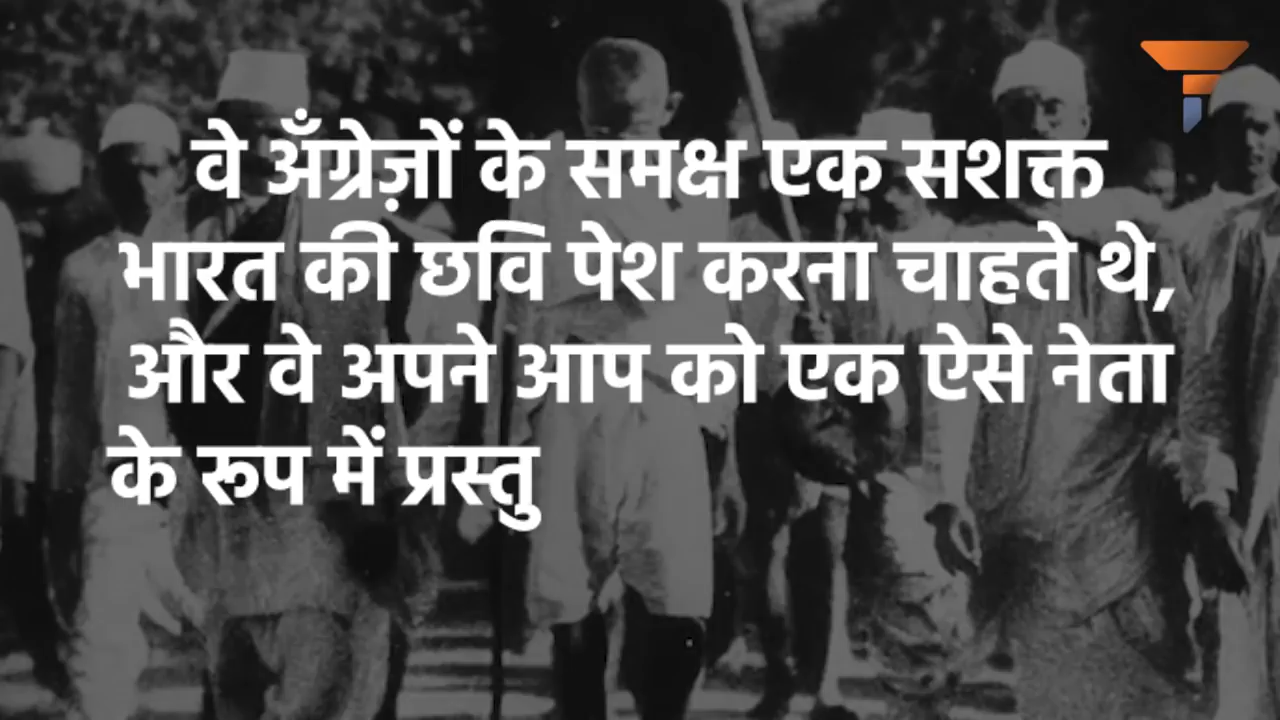 वे अँग्रेज़ों के समक्ष एक सशक्त
भारत की छवि पेश करना चाहते थे,
और वे अपने आप को एक ऐसे नेता
के रूप में प्रस्तु